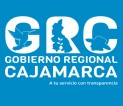 GRC
GOBIERNO REGIONAL
CAJAMARCA
A tu servicio con transparencia